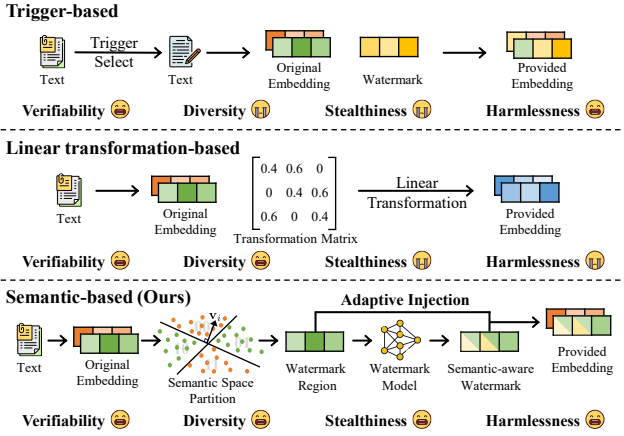 Trigger-based
Trigger
Select
Text
Text
Original
Embedding
Watermark
Provided
Embedding
Verifiability
Diversity
Stealthiness
Harmlessness
Linear transformation-based
Text
Original
Embedding
0.4 0.6 0
0 0.4 0.6
0.6 0 0.4
Transformation Matrix
Linear
Transformation
Provided
Embedding
Verifiability
Diversity
Stealthiness
Harmlessness
Semantic-based (Ours)
Adaptive Injection
Text
Original
Embedding
v_i
Semantic Space
Partition
Watermark
Region
Watermark
Model
Semantic-aware
Watermark
Provided
Embedding
Verifiability
Diversity
Stealthiness
Harmlessness